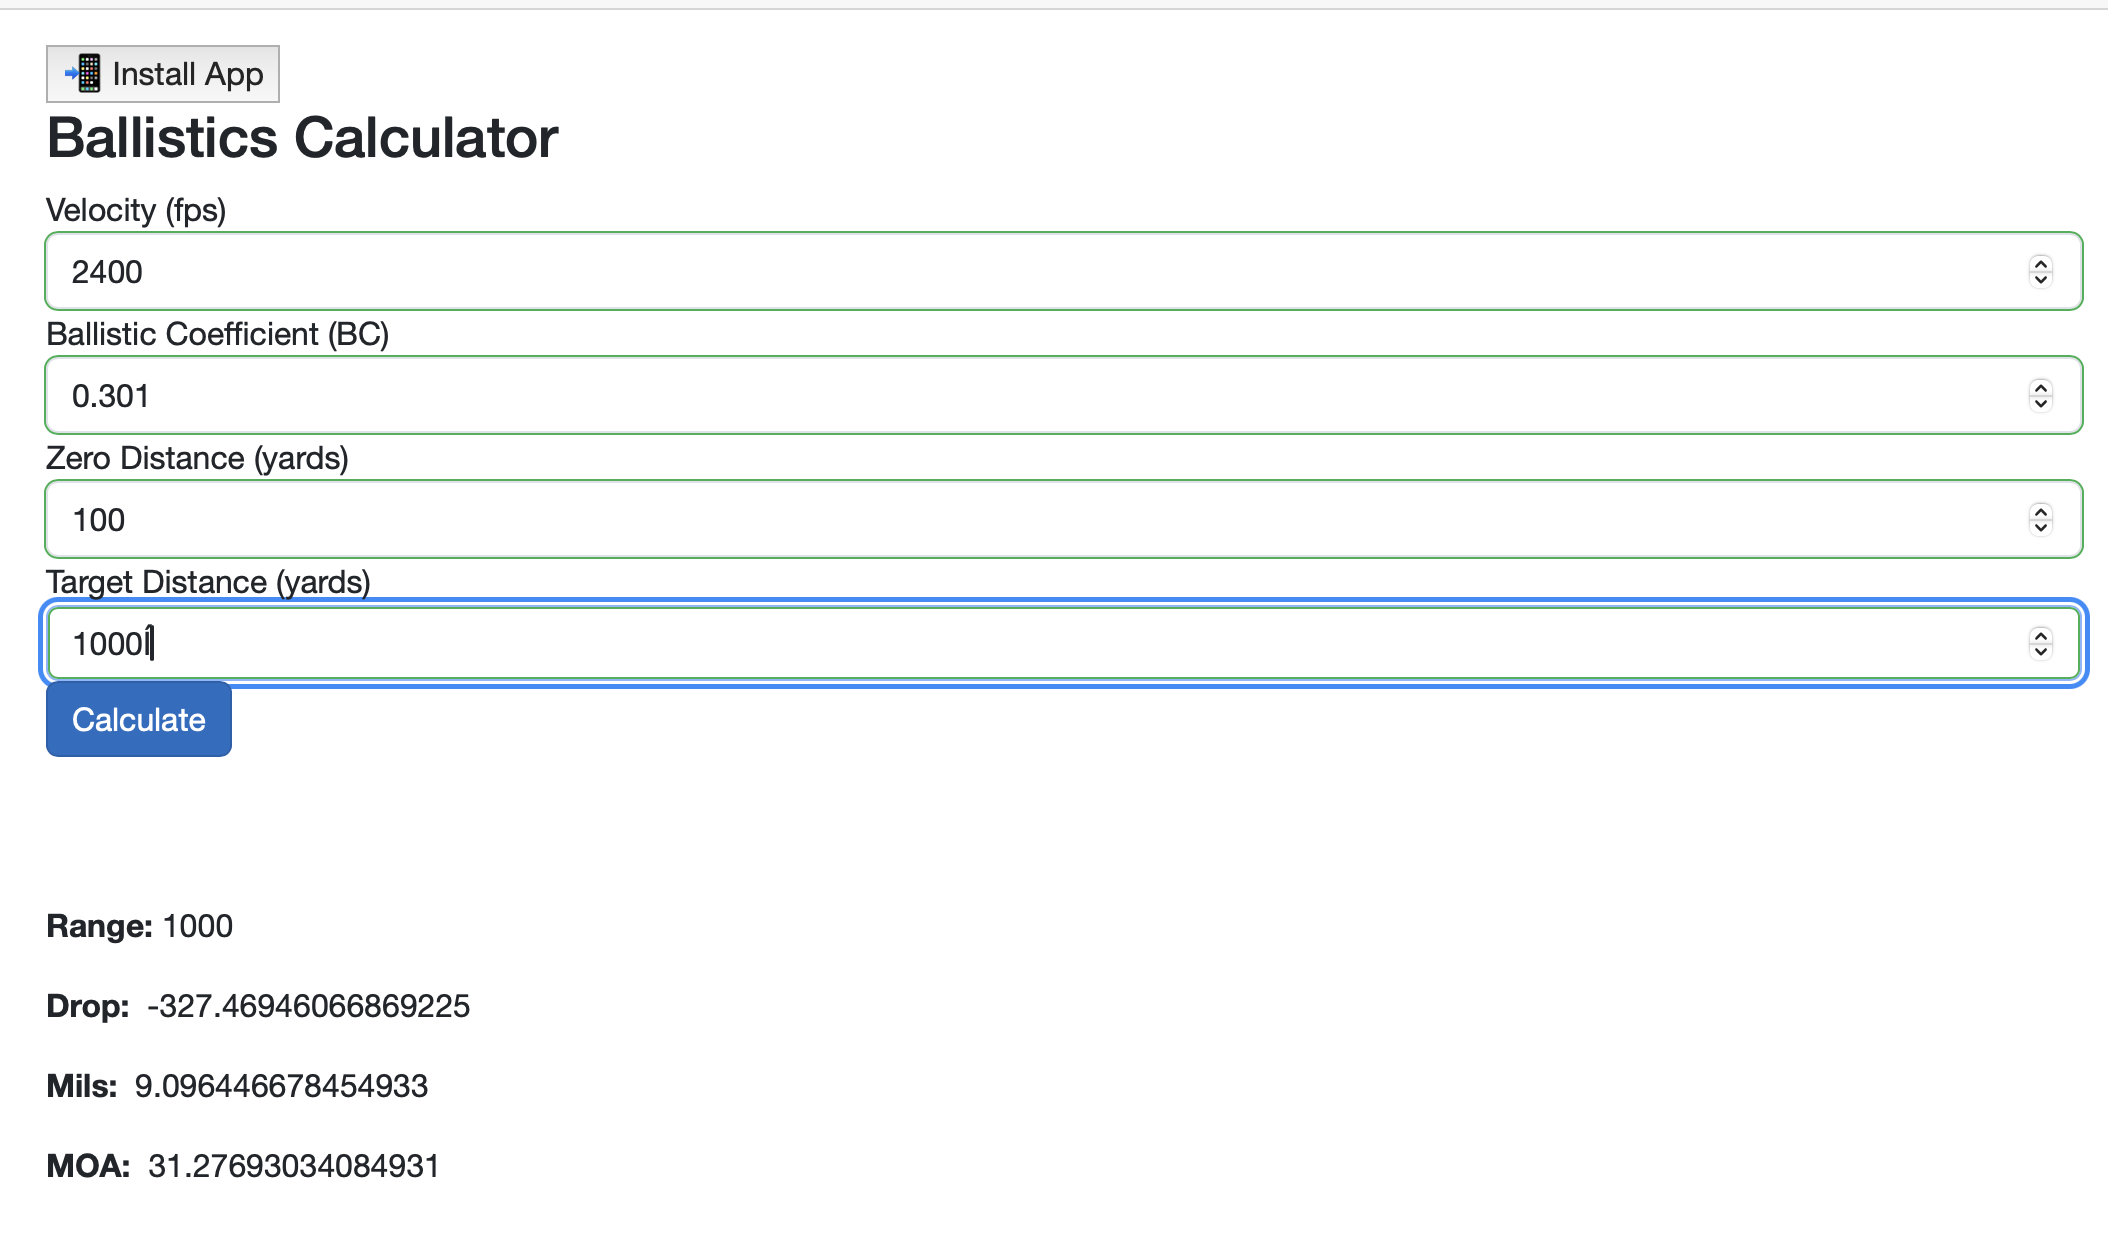 📲 Install App
Ballistics Calculator
Velocity (fps)
2400
Ballistic Coefficient (BC)
0.301
Zero Distance (yards)
100
Target Distance (yards)
1000
Calculate
Range: 1000
Drop: -327.46946066869225
Mils: 9.096446678454933
MOA: 31.27693034084931